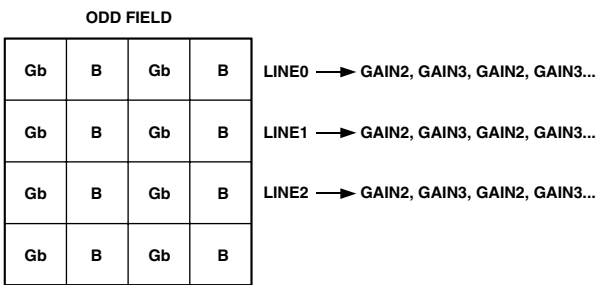 ODD FIELD
Gb B Gb B LINE0 GAIN2, GAIN3, GAIN2, GAIN3...
Gb B Gb B LINE1 GAIN2, GAIN3, GAIN2, GAIN3...
Gb B Gb B LINE2 GAIN2, GAIN3, GAIN2, GAIN3...
Gb B Gb B